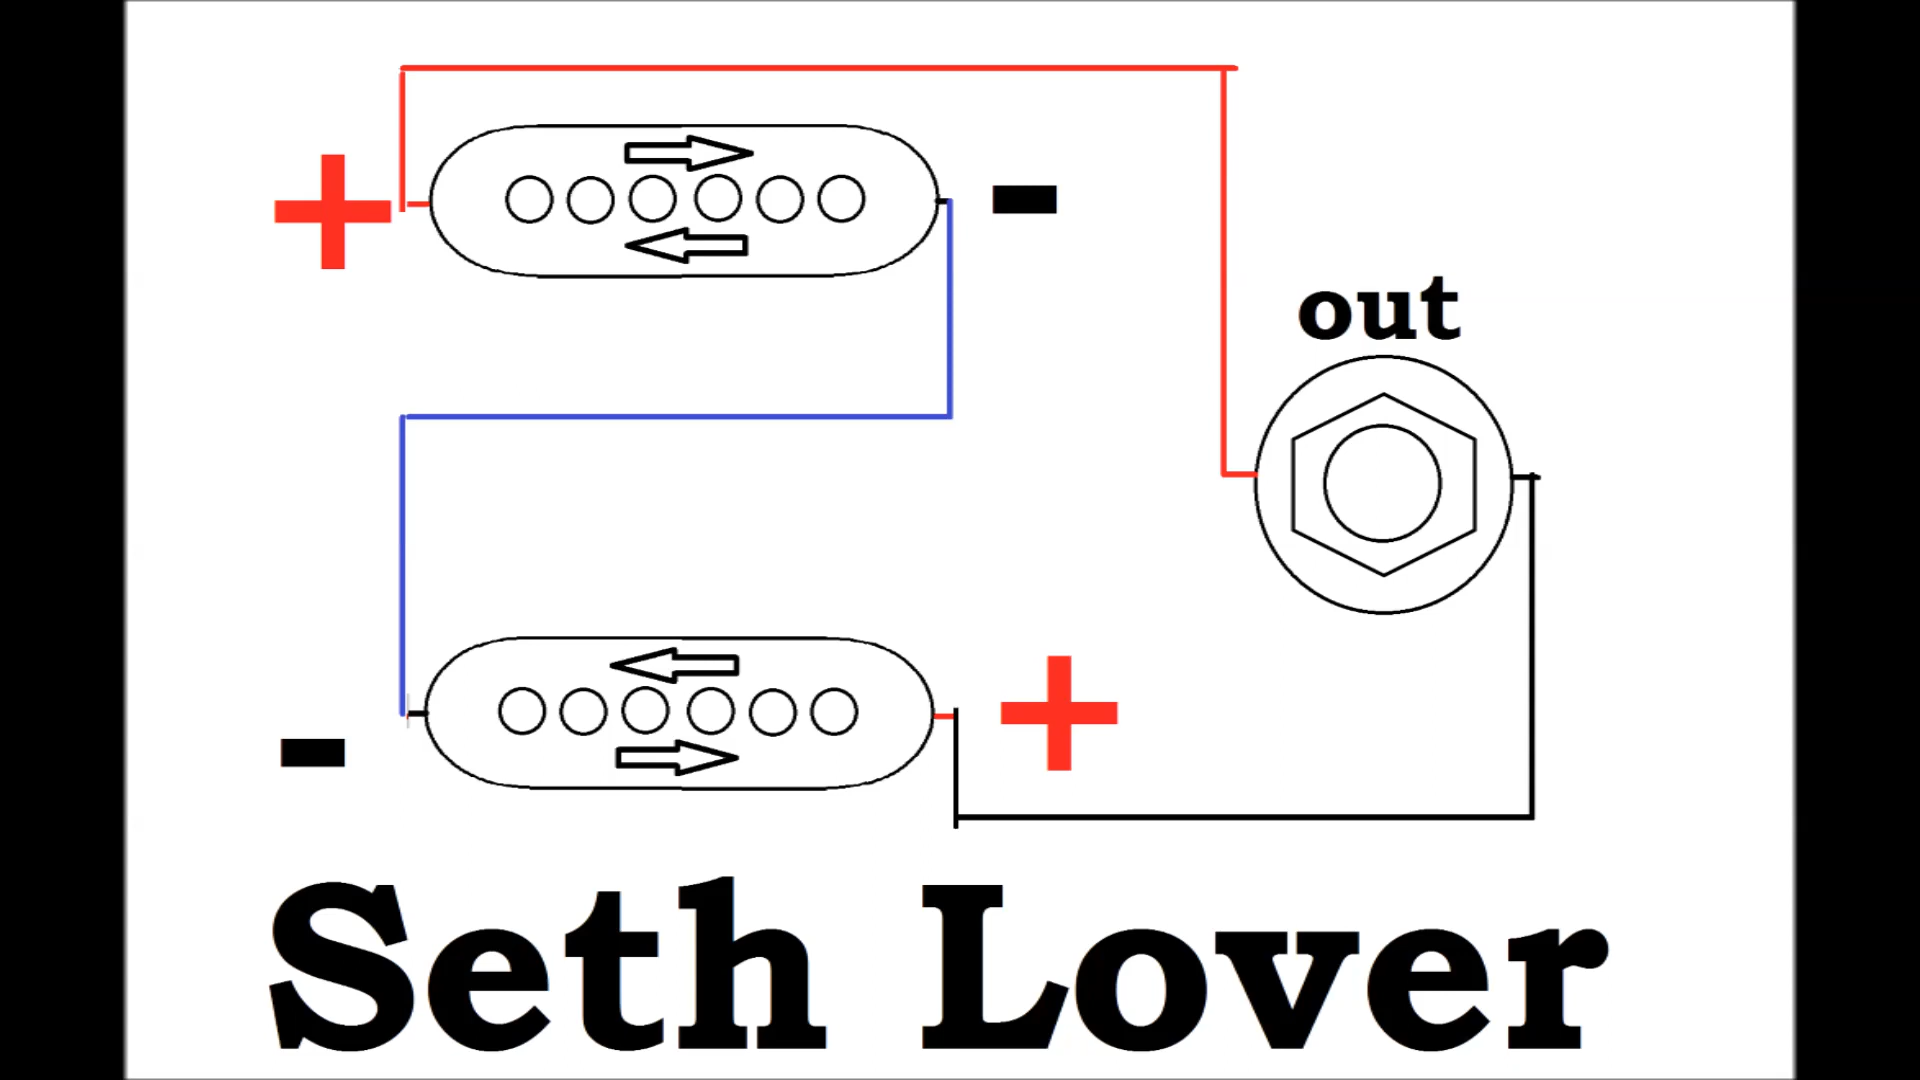 + -
out
- +
Seth Lover